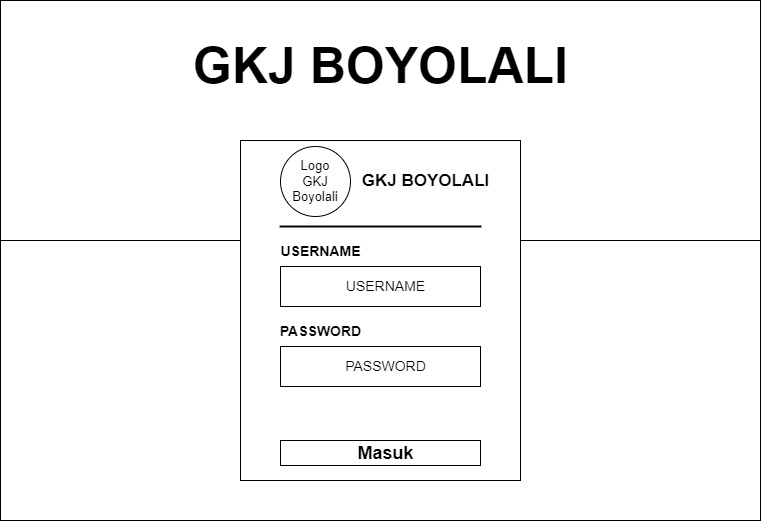 GKJ BOYOLALI
Logo
GKJ
Boyolali
GKJ BOYOLALI
USERNAME
USERNAME
PASSWORD
PASSWORD
Masuk